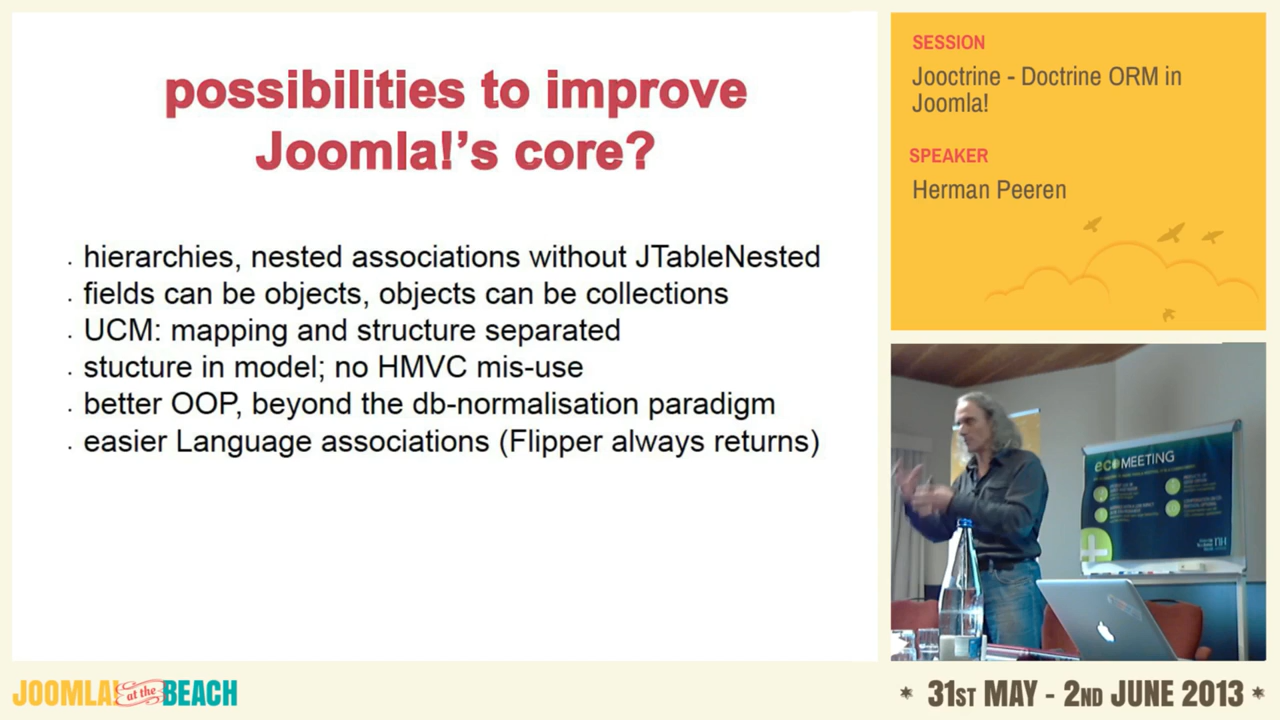 possibilities to improve
Joomla!'s core?
. hierarchies, nested associations without JTableNested
. fields can be objects, objects can be collections
. UCM: mapping and structure separated
. stucture in model; no HMVC mis-use
. better OOP, beyond the db-normalisation paradigm
. easier Language associations (Flipper always returns)
SESSION
Jooctrine - Doctrine ORM in
Joomla!
SPEAKER
Herman Peeren
ecoMEETING
nh
JOOMLA! at the BEACH
* 31ST MAY - 2ND JUNE 2013 *